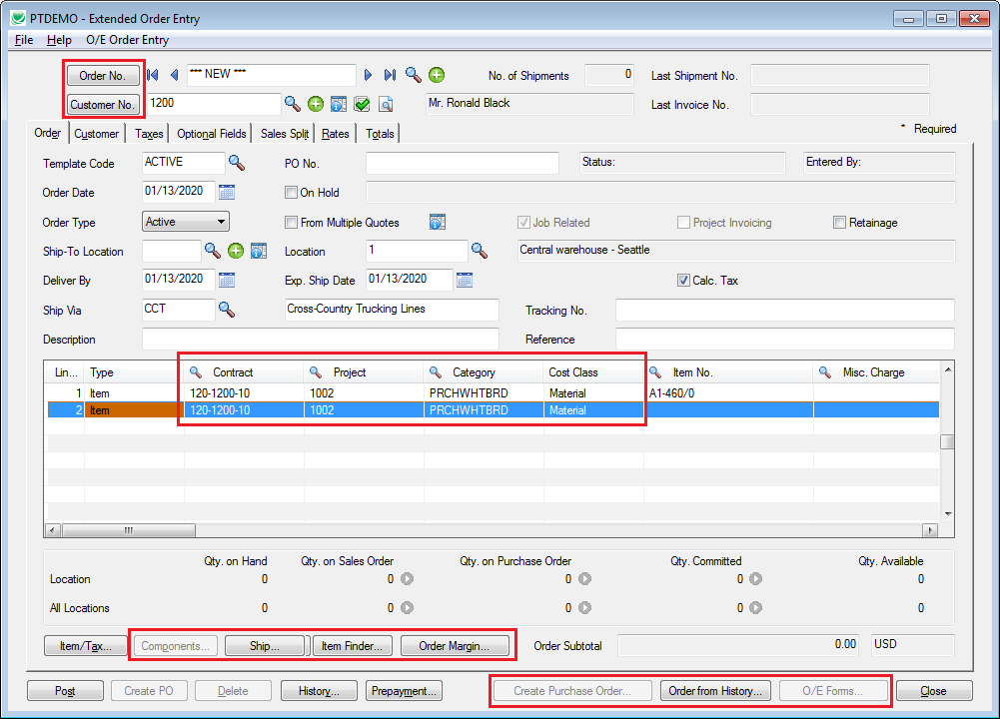 PTDEMO - Extended Order Entry
File Help O/E Order Entry
Order No. *** NEW *** No. of Shipments 0 Last Shipment No.
Customer No. 1200 Mr. Ronald Black Last Invoice No.
Order Customer Taxes Optional Fields Sales Split Rates Totals * Required
Template Code ACTIVE PO No. Status: Entered By:
Order Date 01/13/2020 On Hold
Order Type Active From Multiple Quotes Job Related Project Invoicing Retainage
Ship-To Location Location 1 Central warehouse - Seattle
Deliver By 01/13/2020 Exp. Ship Date 01/13/2020 Calc. Tax
Ship Via CCT Cross-Country Trucking Lines Tracking No.
Description Reference
Lin... Type Contract Project Category Cost Class Item No. Misc. Charge
1 Item 120-1200-10 1002 PRCHWHTBRD Material A1-460/0
2 Item 120-1200-10 1002 PRCHWHTBRD Material
Qty. on Hand Qty. on Sales Order Qty. on Purchase Order Qty. Committed Qty. Available
Location 0 0 0 0 0
All Locations 0 0 0 0 0
Item/Tax... Components... Ship... Item Finder... Order Margin... Order Subtotal 0.00 USD
Post Create PO Delete History... Prepayment... Create Purchase Order... Order from History... O/E Forms... Close